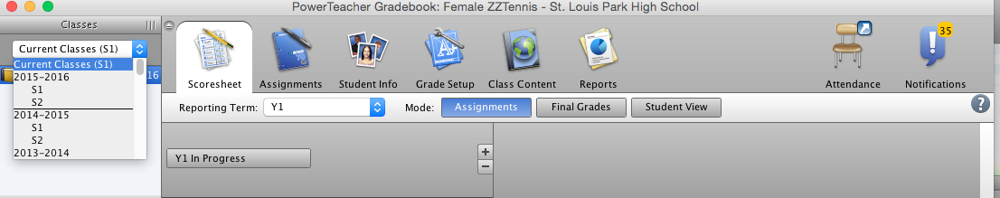 PowerTeacher Gradebook: Female ZZTennis - St. Louis Park High School
Classes
Current Classes (S1)
Current Classes (S1)
2015-2016
S1
S2
2014-2015
S1
S2
2013-2014
16
35
Scoresheet
Assignments
Student Info
Grade Setup
Class Content
Reports
Attendance
Notifications
Reporting Term: Y1
Mode: Assignments Final Grades Student View
?
Y1 In Progress
+
−